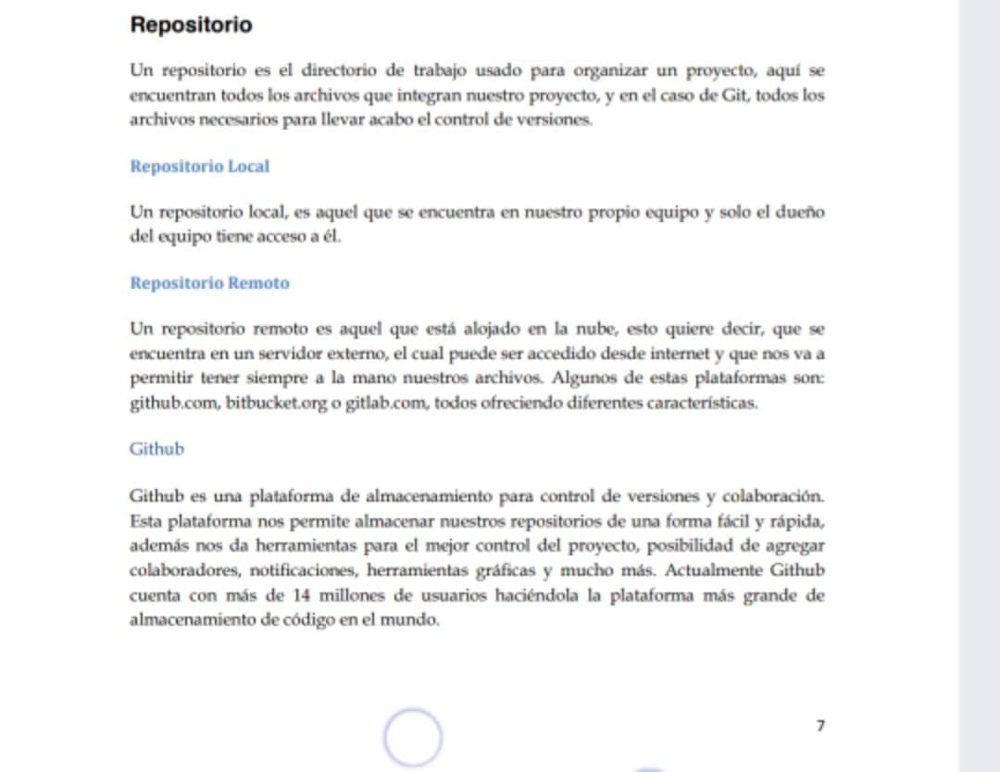 Repositorio
Un repositorio es el directorio de trabajo usado para organizar un proyecto, aquí se
encuentran todos los archivos que integran nuestro proyecto, y en el caso de Git, todos los
archivos necesarios para llevar acabo el control de versiones.
Repositorio Local
Un repositorio local, es aquel que se encuentra en nuestro propio equipo y solo el dueño
del equipo tiene acceso a él.
Repositorio Remoto
Un repositorio remoto es aquel que está alojado en la nube, esto quiere decir, que se
encuentra en un servidor externo, el cual puede ser accedido desde internet y que nos va a
permitir tener siempre a la mano nuestros archivos. Algunos de estas plataformas son:
github.com, bitbucket.org o gitlab.com, todos ofreciendo diferentes características.
Github
Github es una plataforma de almacenamiento para control de versiones y colaboración.
Esta plataforma nos permite almacenar nuestros repositorios de una forma fácil y rápida,
además nos da herramientas para el mejor control del proyecto, posibilidad de agregar
colaboradores, notificaciones, herramientas gráficas y mucho más. Actualmente Github
cuenta con más de 14 millones de usuarios haciéndola la plataforma más grande de
almacenamiento de código en el mundo.
7